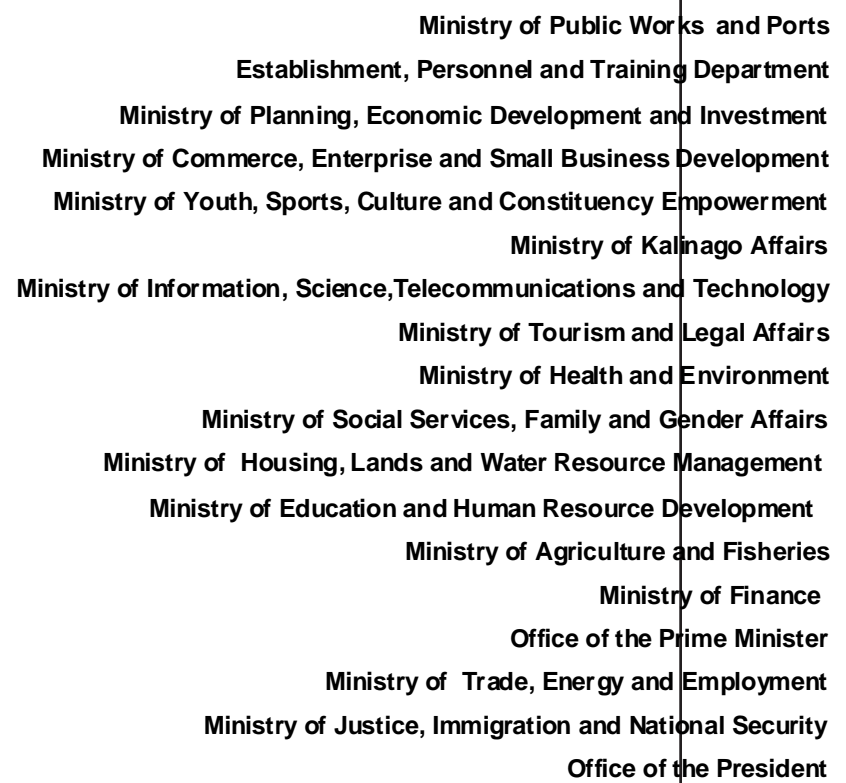 Ministry of Public Works and Ports
Establishment, Personnel and Training Department
Ministry of Planning, Economic Development and Investment
Ministry of Commerce, Enterprise and Small Business Development
Ministry of Youth, Sports, Culture and Constituency Empowerment
Ministry of Kalinago Affairs
Ministry of Information, Science,Telecommunications and Technology
Ministry of Tourism and Legal Affairs
Ministry of Health and Environment
Ministry of Social Services, Family and Gender Affairs
Ministry of Housing, Lands and Water Resource Management
Ministry of Education and Human Resource Development
Ministry of Agriculture and Fisheries
Ministry of Finance
Office of the Prime Minister
Ministry of Trade, Energy and Employment
Ministry of Justice, Immigration and National Security
Office of the President